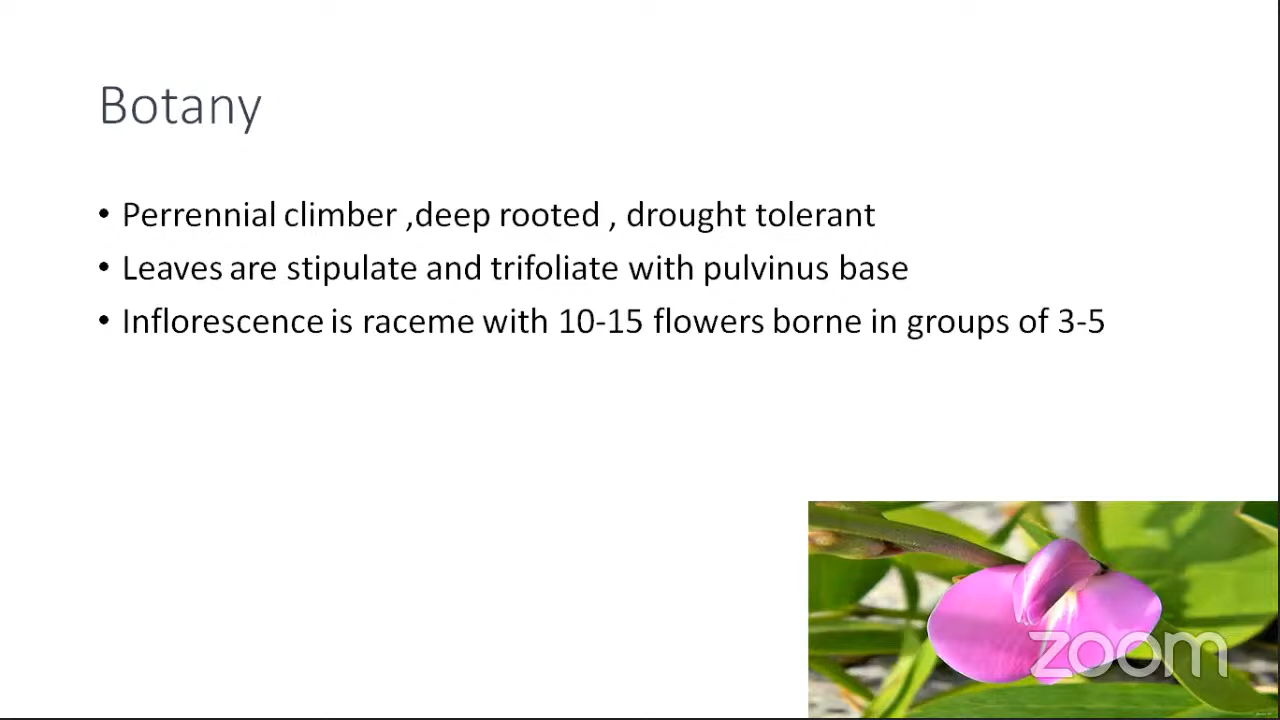 Botany
• Perrennial climber ,deep rooted , drought tolerant
• Leaves are stipulate and trifoliate with pulvinus base
• Inflorescence is raceme with 10-15 flowers borne in groups of 3-5
zoom